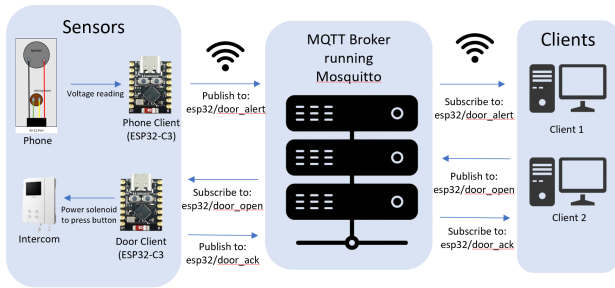 Sensors
Voltage reading
Phone
Phone Client
(ESP32-C3)
Intercom
Power solenoid
to press button
Door Client
(ESP32-C3
Publish to:
esp32/door_alert
Subscribe to:
esp32/door_open
Publish to:
esp32/door_ack
MQTT Broker
running
Mosquitto
Subscribe to:
esp32/door_alert
Publish to:
esp32/door_open
Subscribe to:
esp32/door_ack
Clients
Client 1
Client 2